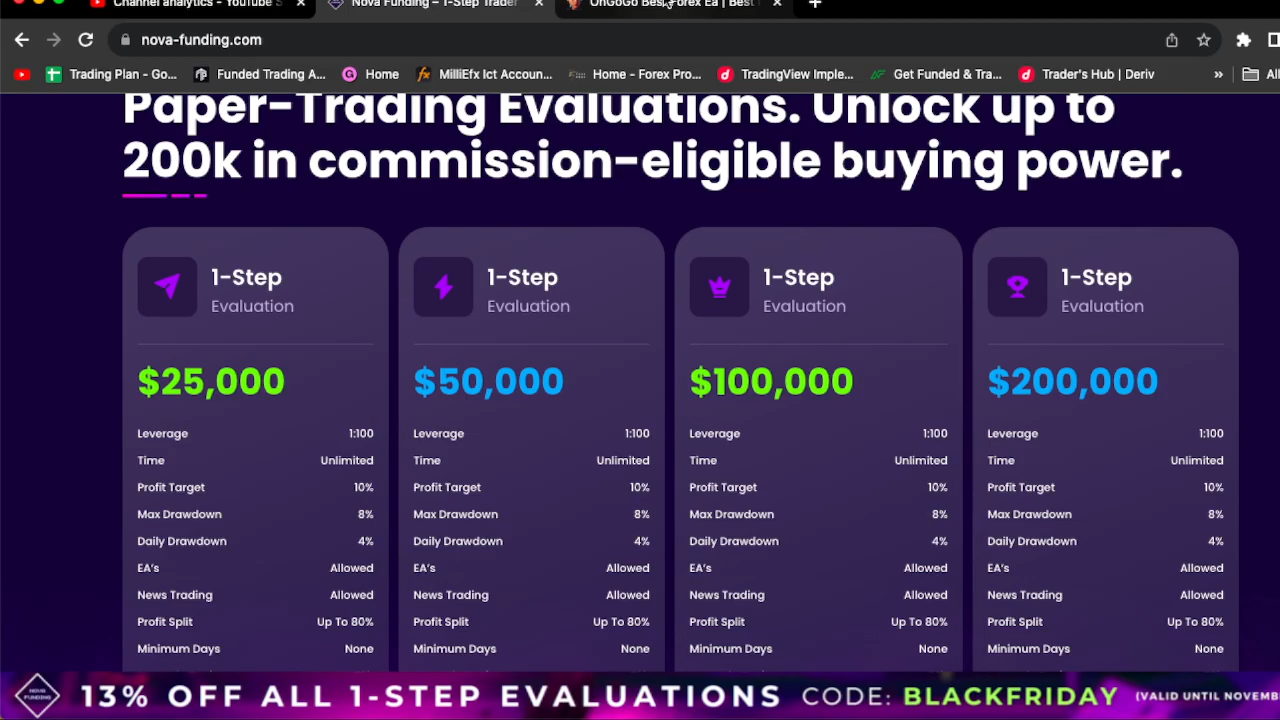 Channel analytics - YouTube S
Nova Funding – 1-Step Trader
OnGoGo Best Forex Ea | Best
nova-funding.com
Trading Plan - Go...
Funded Trading A...
Home
MilliEfx Ict Accoun...
Home - Forex Pro...
TradingView Imple...
Get Funded & Tra...
Trader's Hub | Deriv
»
All
Paper-Trading Evaluations. Unlock up to
200k in commission-eligible buying power.
1-Step
Evaluation
$25,000
Leverage 1:100
Time Unlimited
Profit Target 10%
Max Drawdown 8%
Daily Drawdown 4%
EA's Allowed
News Trading Allowed
Profit Split Up To 80%
Minimum Days None
1-Step
Evaluation
$50,000
Leverage 1:100
Time Unlimited
Profit Target 10%
Max Drawdown 8%
Daily Drawdown 4%
EA's Allowed
News Trading Allowed
Profit Split Up To 80%
Minimum Days None
1-Step
Evaluation
$100,000
Leverage 1:100
Time Unlimited
Profit Target 10%
Max Drawdown 8%
Daily Drawdown 4%
EA's Allowed
News Trading Allowed
Profit Split Up To 80%
Minimum Days None
1-Step
Evaluation
$200,000
Leverage 1:100
Time Unlimited
Profit Target 10%
Max Drawdown 8%
Daily Drawdown 4%
EA's Allowed
News Trading Allowed
Profit Split Up To 80%
Minimum Days None
NOVA
FUNDING
13% OFF ALL 1-STEP EVALUATIONS CODE: BLACKFRIDAY (VALID UNTIL NOVEMB